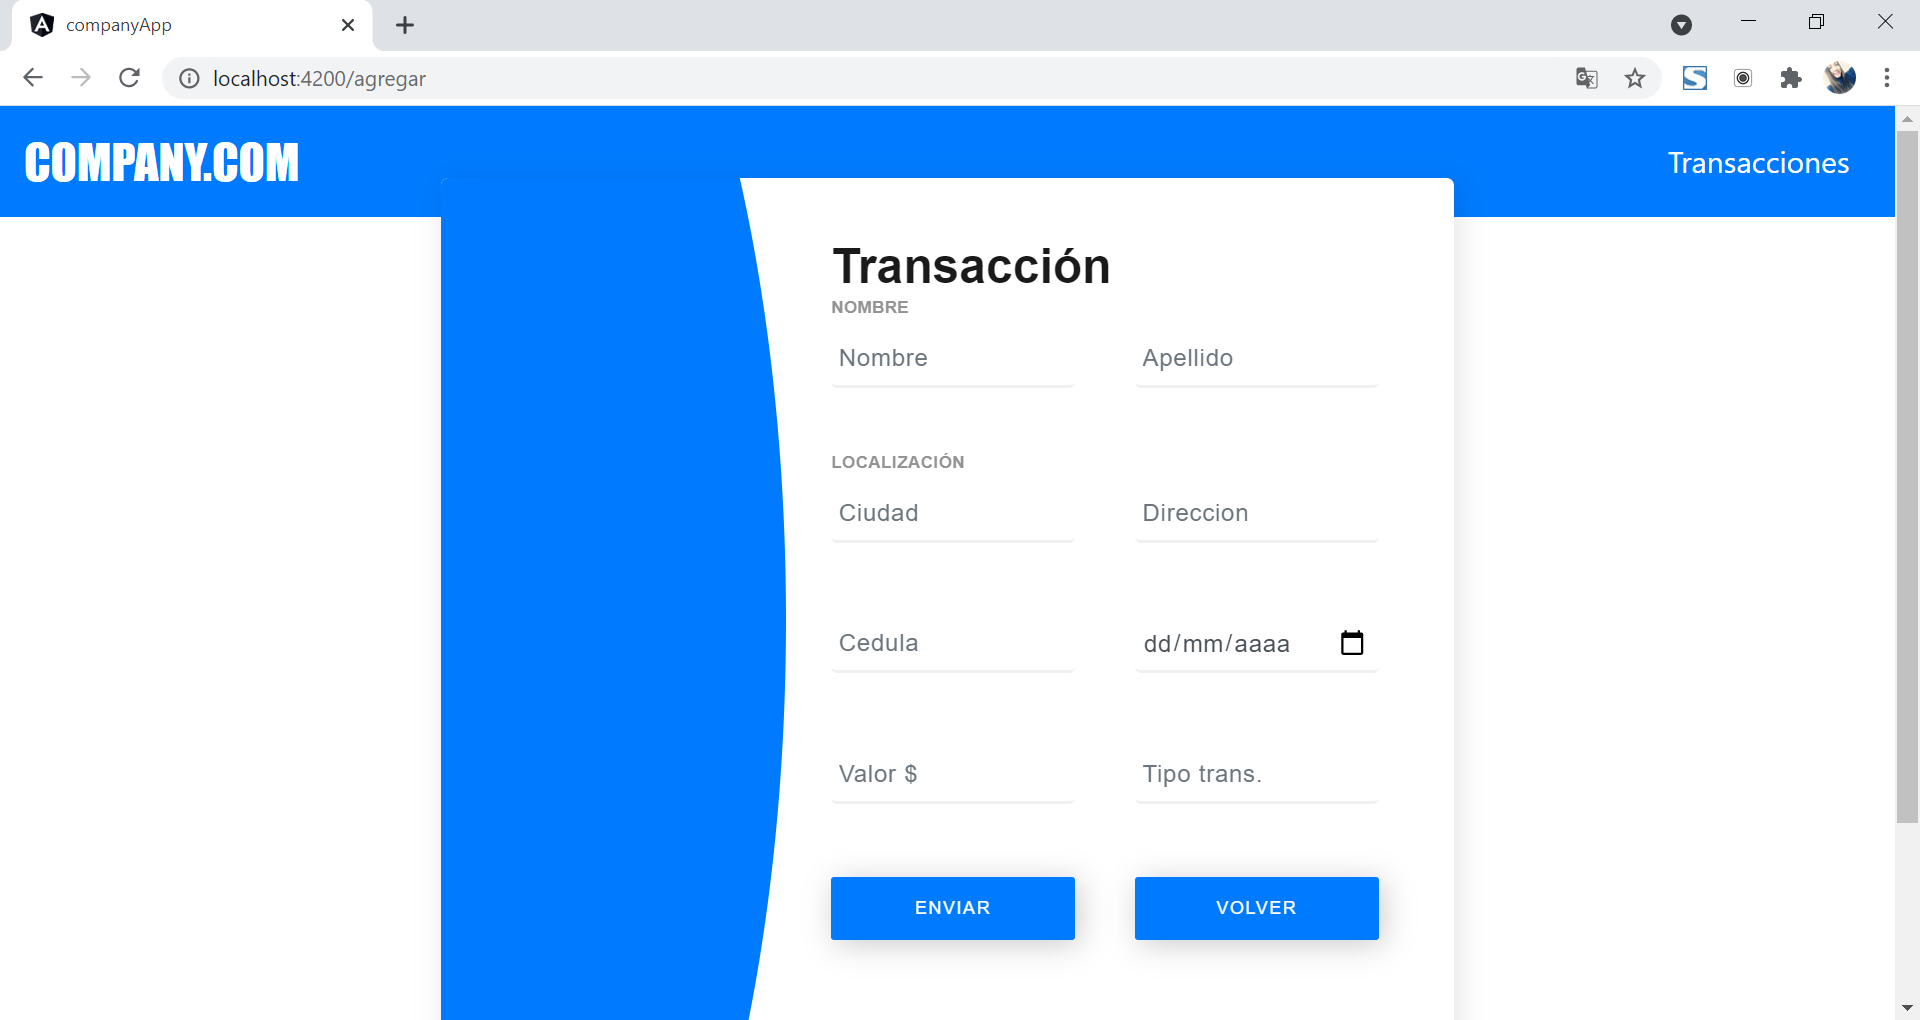 companyApp
localhost:4200/agregar
COMPANY.COM
Transacciones
Transacción
NOMBRE
Nombre Apellido
LOCALIZACIÓN
Ciudad Direccion
Cedula dd/mm/aaaa
Valor $ Tipo trans.
ENVIAR VOLVER